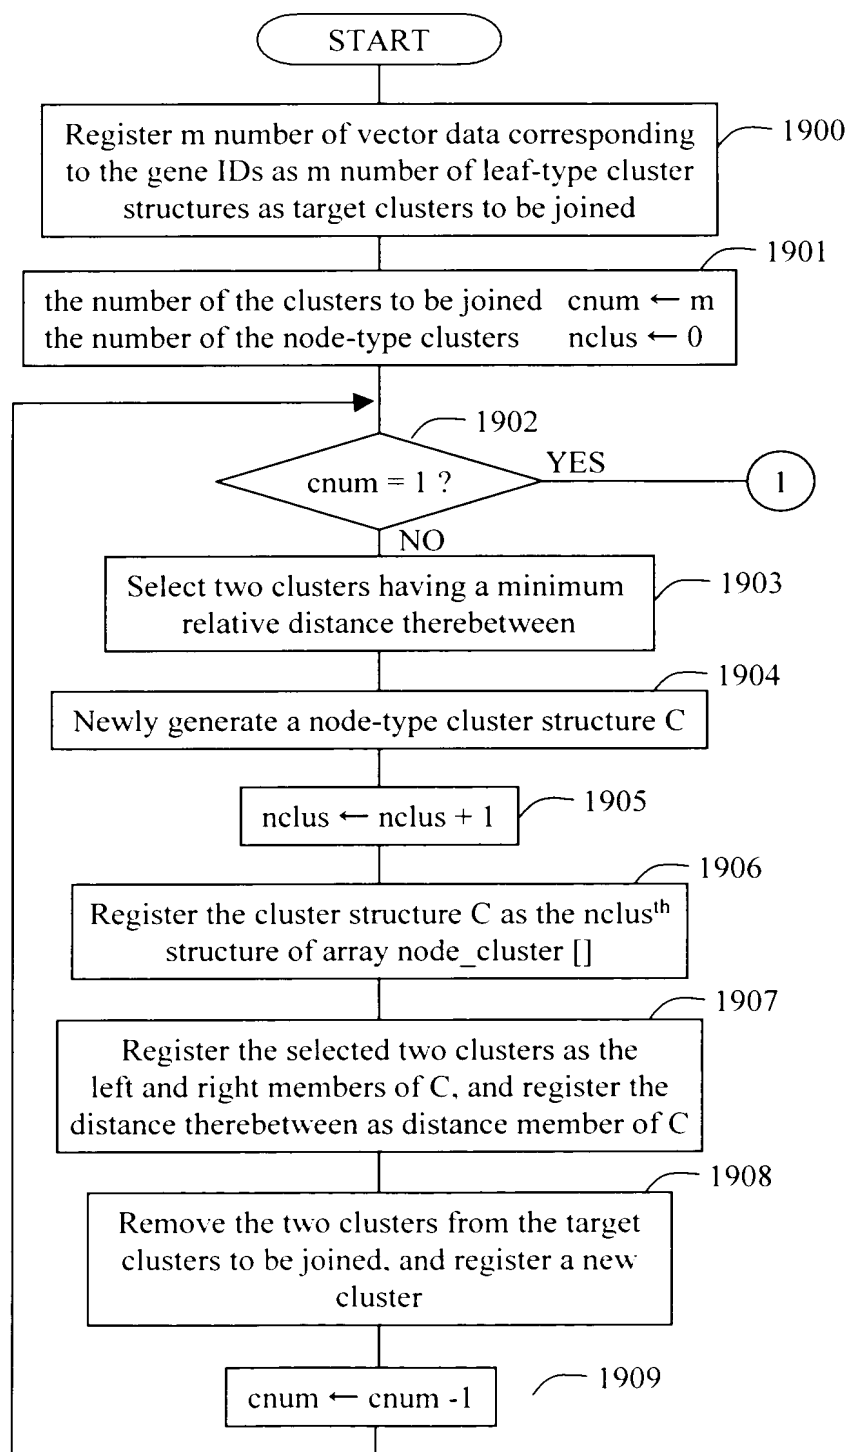 START
Register m number of vector data corresponding
to the gene IDs as m number of leaf-type cluster
structures as target clusters to be joined
1900
1901
the number of the clusters to be joined cnum ← m
the number of the node-type clusters nclus ← 0
1902
cnum = 1 ?
YES
1
NO
Select two clusters having a minimum
relative distance therebetween
1903
1904
Newly generate a node-type cluster structure C
nclus ← nclus + 1
1905
1906
Register the cluster structure C as the nclusth
structure of array node_cluster []
1907
Register the selected two clusters as the
left and right members of C, and register the
distance therebetween as distance member of C
1908
Remove the two clusters from the target
clusters to be joined, and register a new
cluster
cnum ← cnum -1
1909